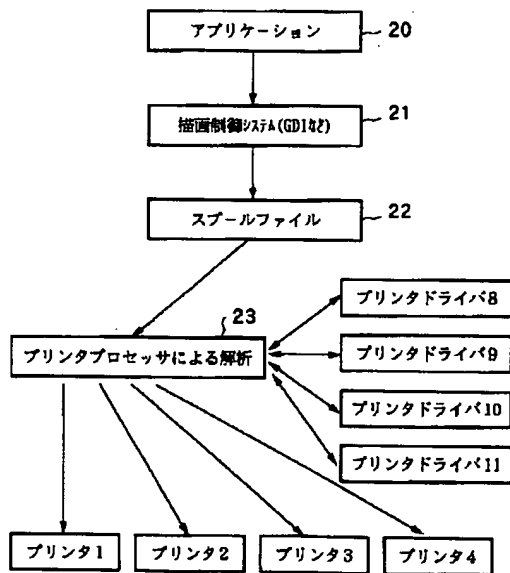 アプリケーション
20
描画制御システム(GDIなど)
21
スプールファイル
22
23
プリンタプロセッサによる解析
プリンタドライバ8
プリンタドライバ9
プリンタドライバ10
プリンタドライバ11
プリンタ1
プリンタ2
プリンタ3
プリンタ4